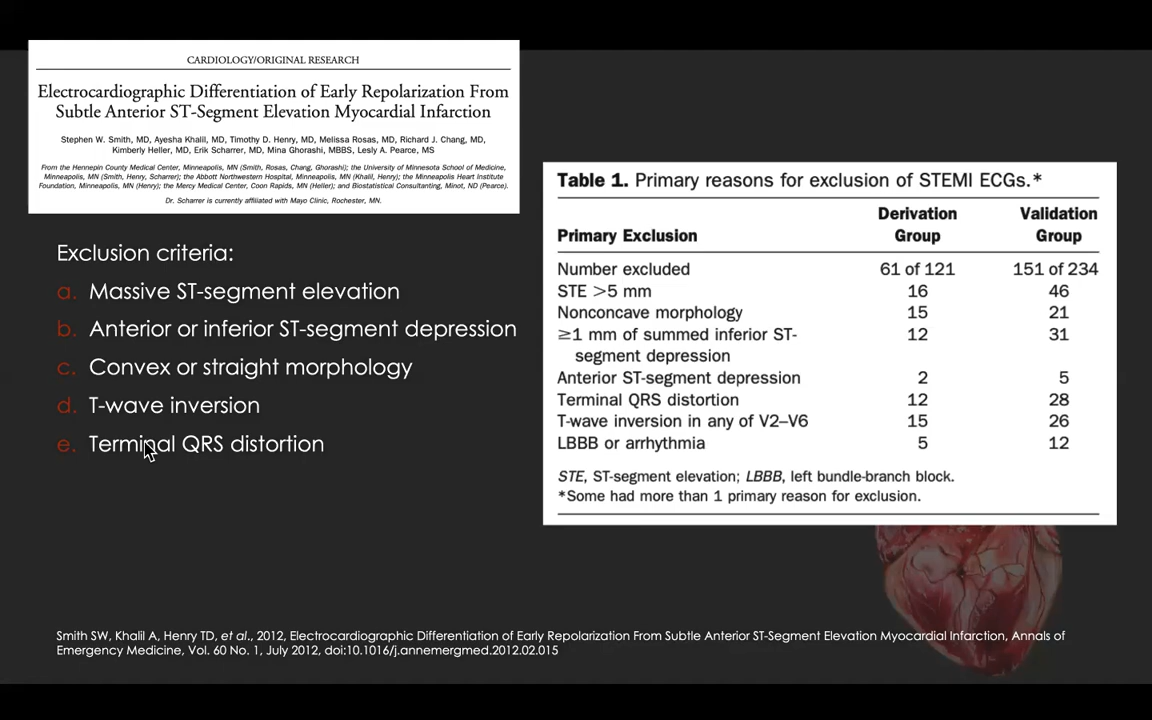 CARDIOLOGY/ORIGINAL RESEARCH
Electrocardiographic Differentiation of Early Repolarization From
Subtle Anterior ST-Segment Elevation Myocardial Infarction
Stephen W. Smith, MD, Ayesha Khalil, MD, Timothy D. Henry, MD, Melissa Rosas, MD, Richard J. Chang, MD,
Kimberly Heller, MD, Erik Scharrer, MD, Mina Ghorashi, MBBS, Lesly A. Pearce, MS
From the Hennepin County Medical Center, Minneapolis, MN (Smith, Rosas, Chang, Ghorashi); the University of Minnesota School of Medicine,
Minneapolis, MN (Smith, Henry, Scharrer); the Abbott Northwestern Hospital, Minneapolis, MN (Khalil, Henry); the Minneapolis Heart Institute
Foundation, Minneapolis, MN (Henry); the Mercy Medical Center, Coon Rapids, MN (Heller); and Biostatistical Consulting, Minot, ND (Pearce).
Dr. Scharrer is currently affiliated with Mayo Clinic, Rochester, MN.
Exclusion criteria:
a. Massive ST-segment elevation
b. Anterior or inferior ST-segment depression
c. Convex or straight morphology
d. T-wave inversion
e. Terminal QRS distortion
Table 1. Primary reasons for exclusion of STEMI ECGs.*
Derivation Validation
Primary Exclusion Group Group
Number excluded 61 of 121 151 of 234
STE >5 mm 16 46
Nonconcave morphology 15 21
≥1 mm of summed inferior ST- 12 31
segment depression
Anterior ST-segment depression 2 5
Terminal QRS distortion 12 28
T-wave inversion in any of V2–V6 15 26
LBBB or arrhythmia 5 12
STE, ST-segment elevation; LBBB, left bundle-branch block.
*Some had more than 1 primary reason for exclusion.
Smith SW, Khalil A, Henry TD, et al., 2012, Electrocardiographic Differentiation of Early Repolarization From Subtle Anterior ST-Segment Elevation Myocardial Infarction, Annals of
Emergency Medicine, Vol. 60 No. 1, July 2012, doi:10.1016/j.annemergmed.2012.02.015